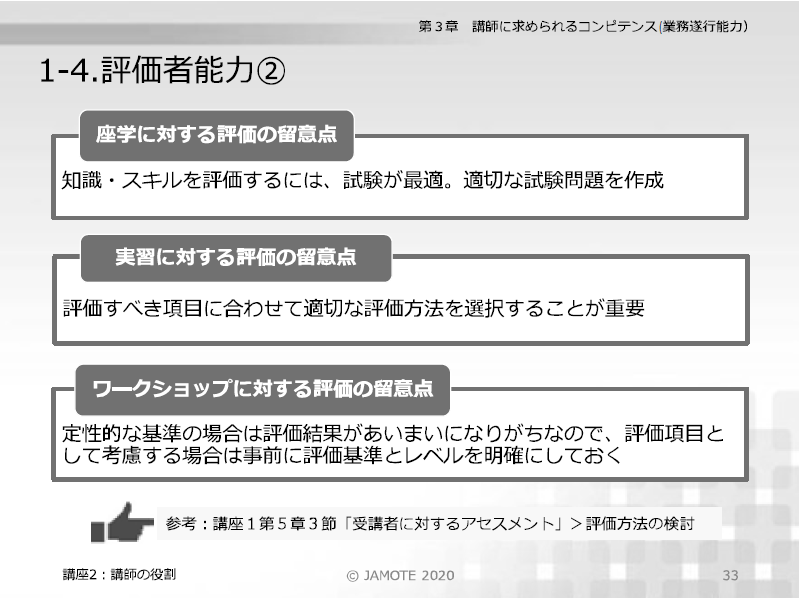 第３章　講師に求められるコンピテンス(業務遂行能力)
1-4.評価者能力②
座学に対する評価の留意点
知識・スキルを評価するには、試験が最適。適切な試験問題を作成
実習に対する評価の留意点
評価すべき項目に合わせて適切な評価方法を選択することが重要
ワークショップに対する評価の留意点
定性的な基準の場合は評価結果があいまいになりがちなので、評価項目と
して考慮する場合は事前に評価基準とレベルを明確にしておく
参考：講座１第５章３節「受講者に対するアセスメント」＞評価方法の検討
講座2：講師の役割
© JAMOTE 2020
33